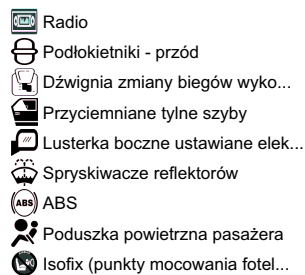 Radio
Podłokietniki - przód
Dźwignia zmiany biegów wyko...
Przyciemniane tylne szyby
Lusterka boczne ustawiane elek...
Spryskiwacze reflektorów
ABS
Poduszka powietrzna pasażera
Isofix (punkty mocowania fotel...